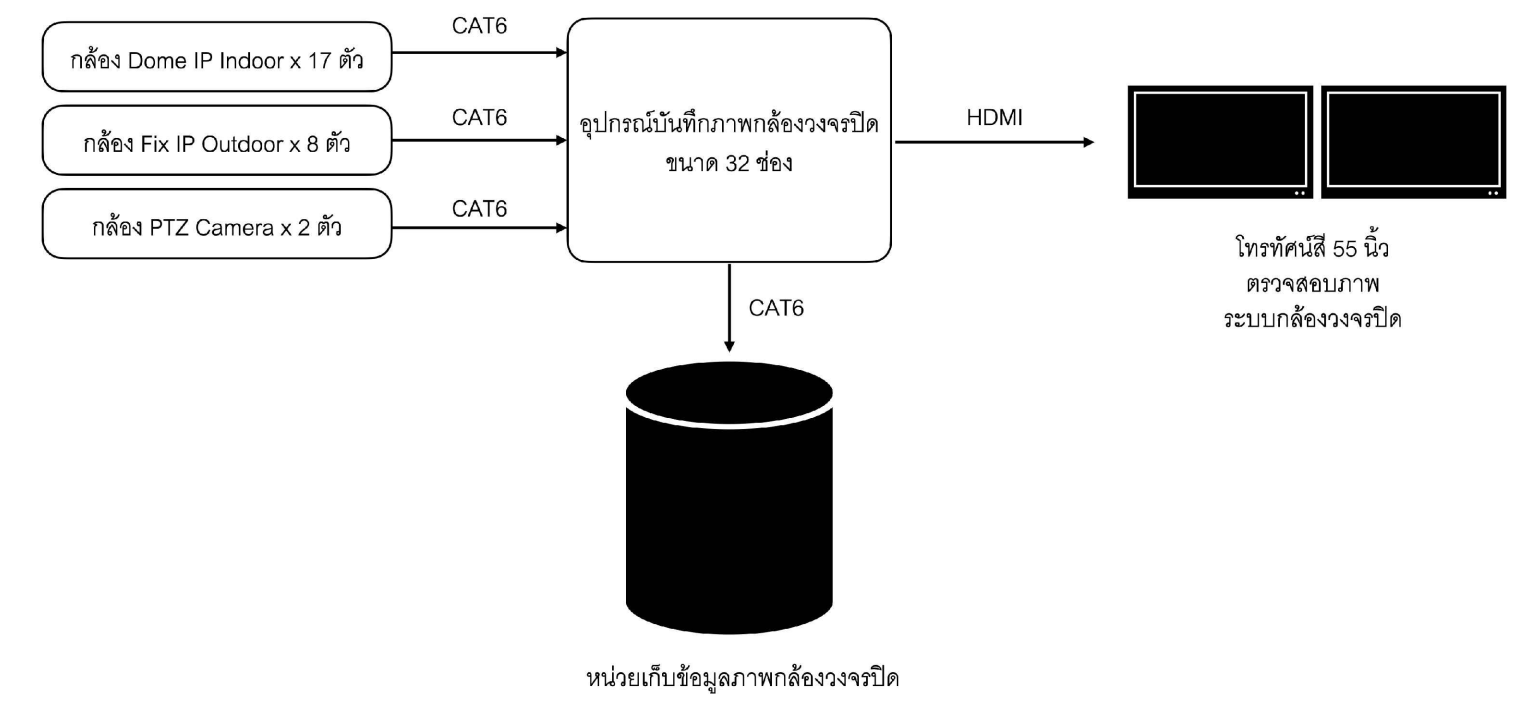 กล้อง Dome IP Indoor x 17 ตัว
CAT6
กล้อง Fix IP Outdoor x 8 ตัว
CAT6
กล้อง PTZ Camera x 2 ตัว
CAT6
อุปกรณ์บันทึกภาพกล้องวงจรปิด
ขนาด 32 ช่อง
HDMI
โทรทัศน์สี 55 นิ้ว
ตรวจสอบภาพ
ระบบกล้องวงจรปิด
CAT6
หน่วยเก็บข้อมูลภาพกล้องวงจรปิด